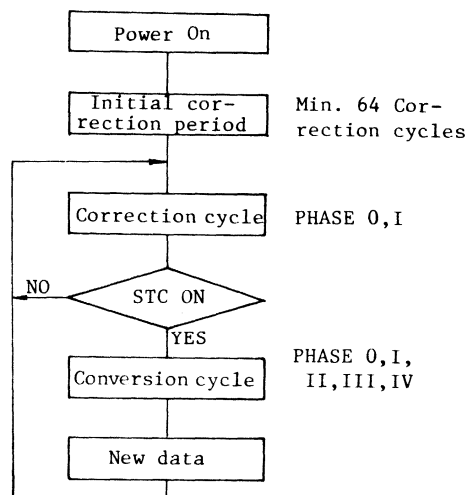 Power On
Initial cor-
rection period
Min. 64 Cor-
rection cycles
Correction cycle
PHASE 0,I
STC ON
NO
YES
Conversion cycle
PHASE 0,I,
II,III,IV
New data